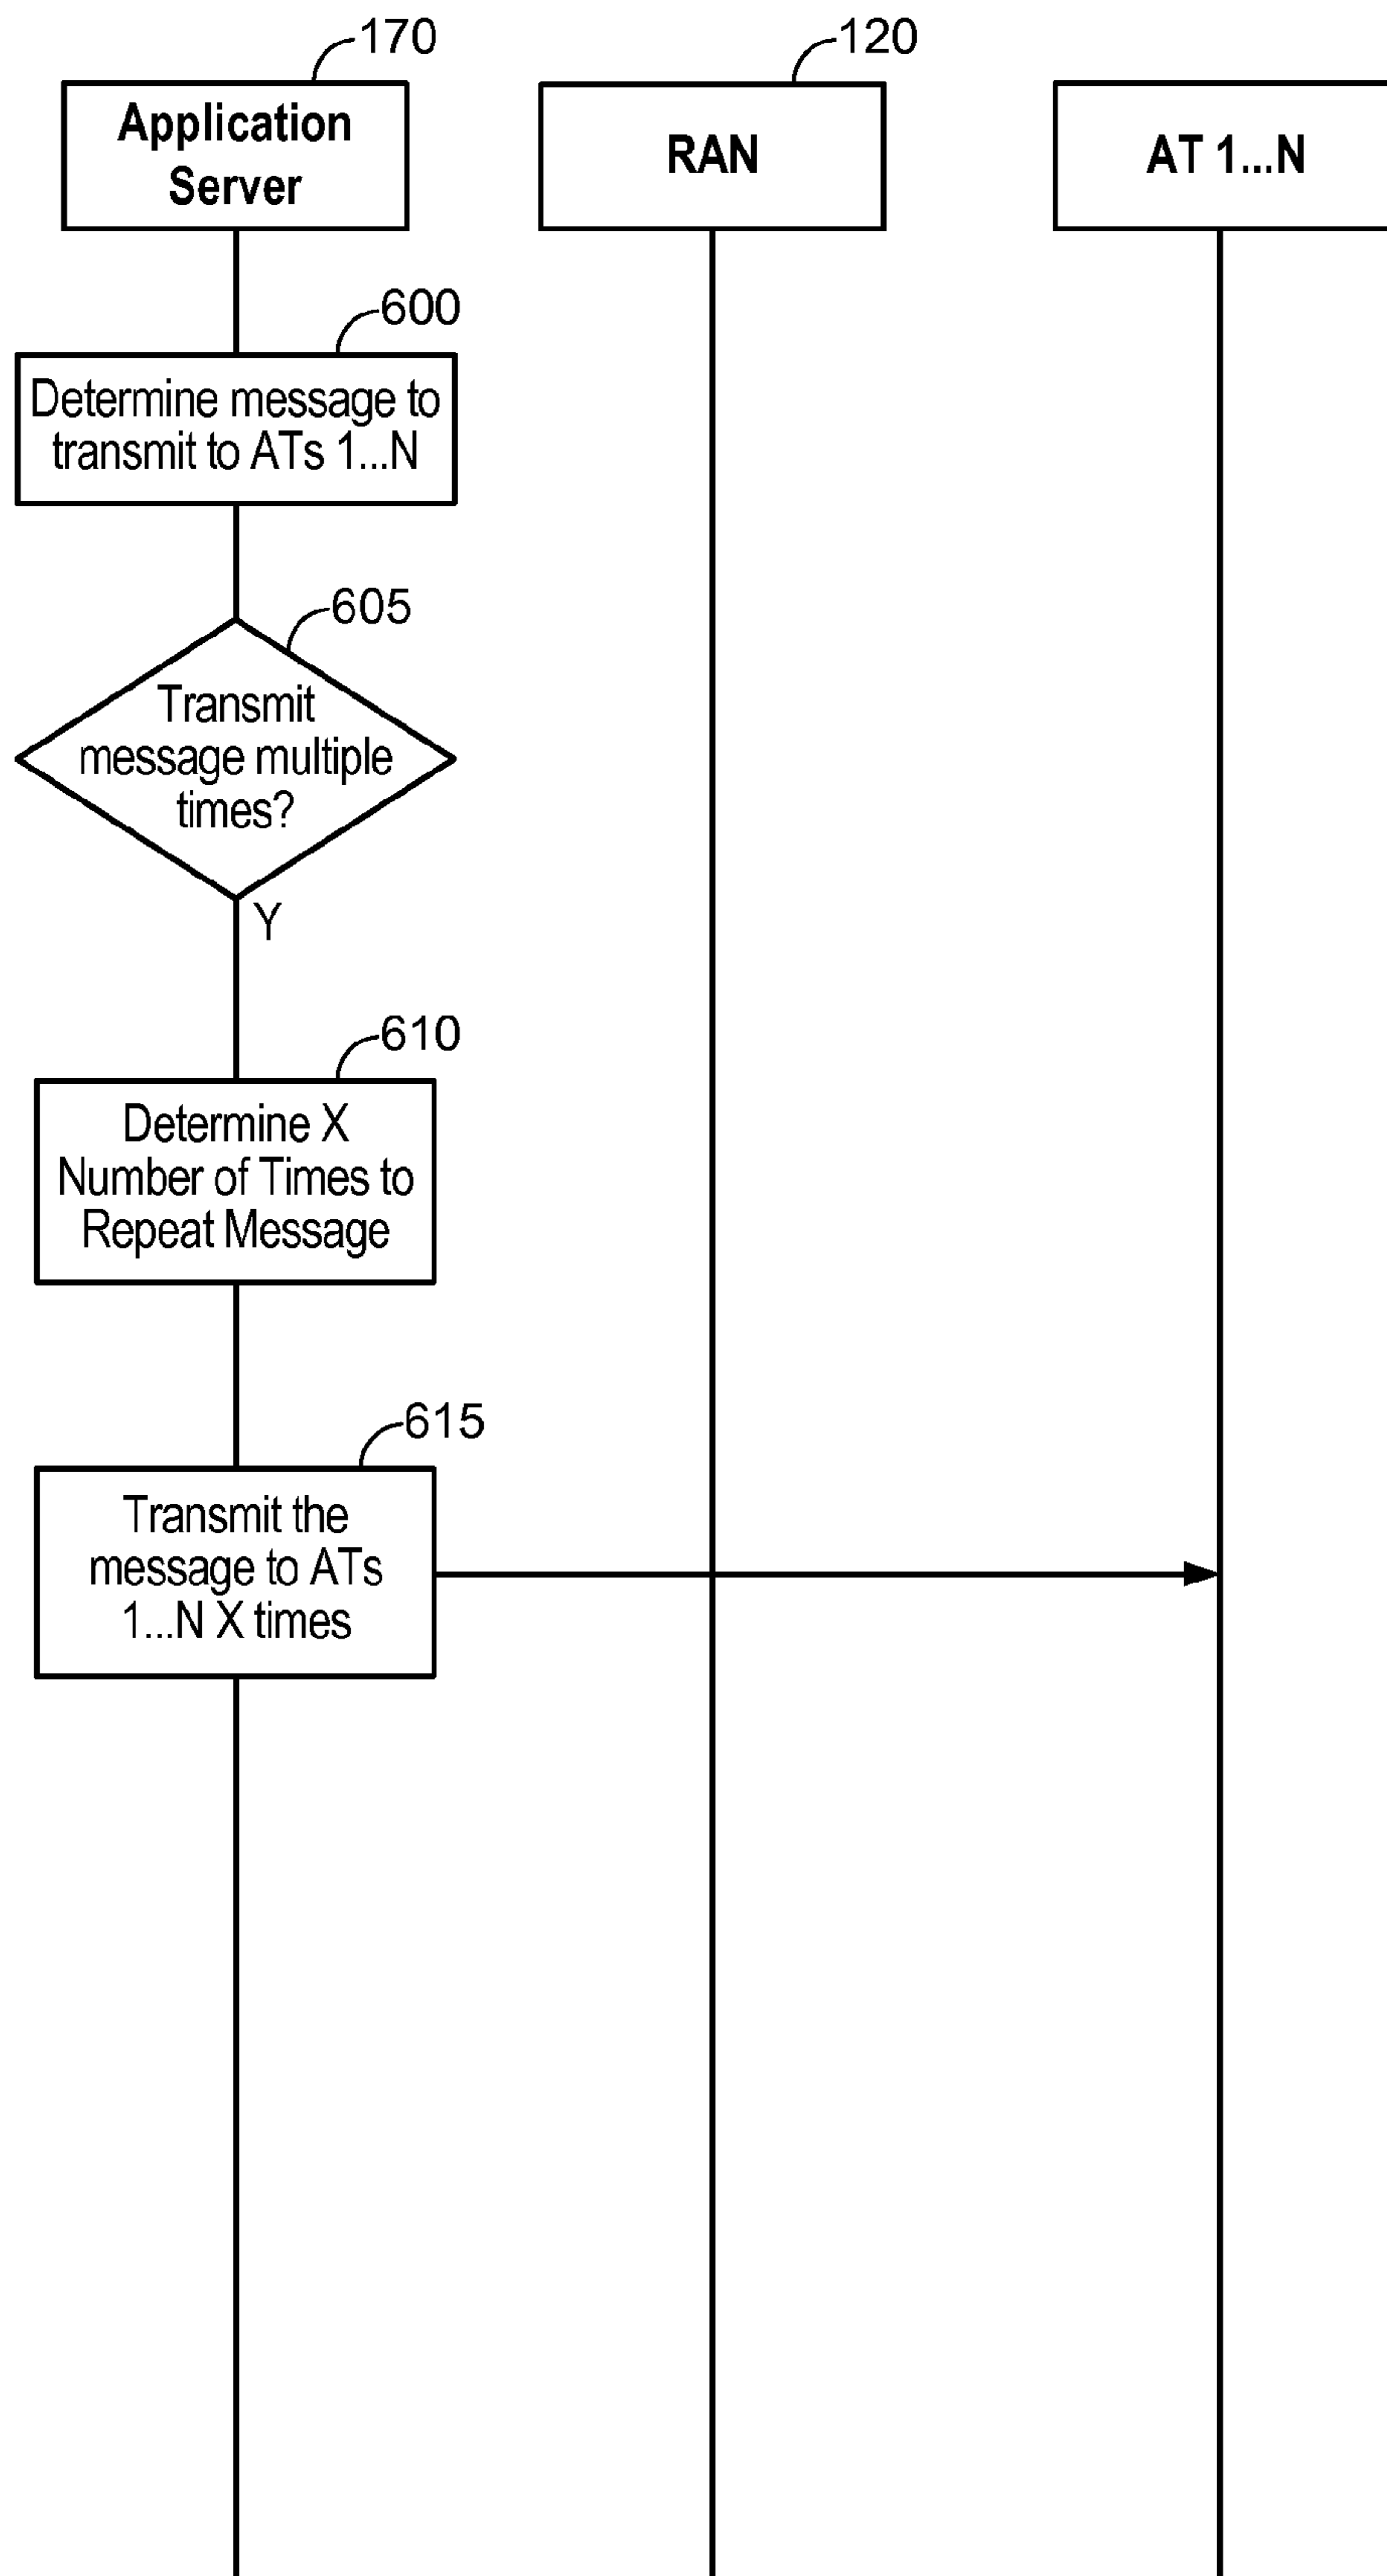 170
120
Application
Server
RAN
AT 1...N
600
Determine message to
transmit to ATs 1...N
605
Transmit
message multiple
times?
Y
610
Determine X
Number of Times to
Repeat Message
615
Transmit the
message to ATs
1...N X times